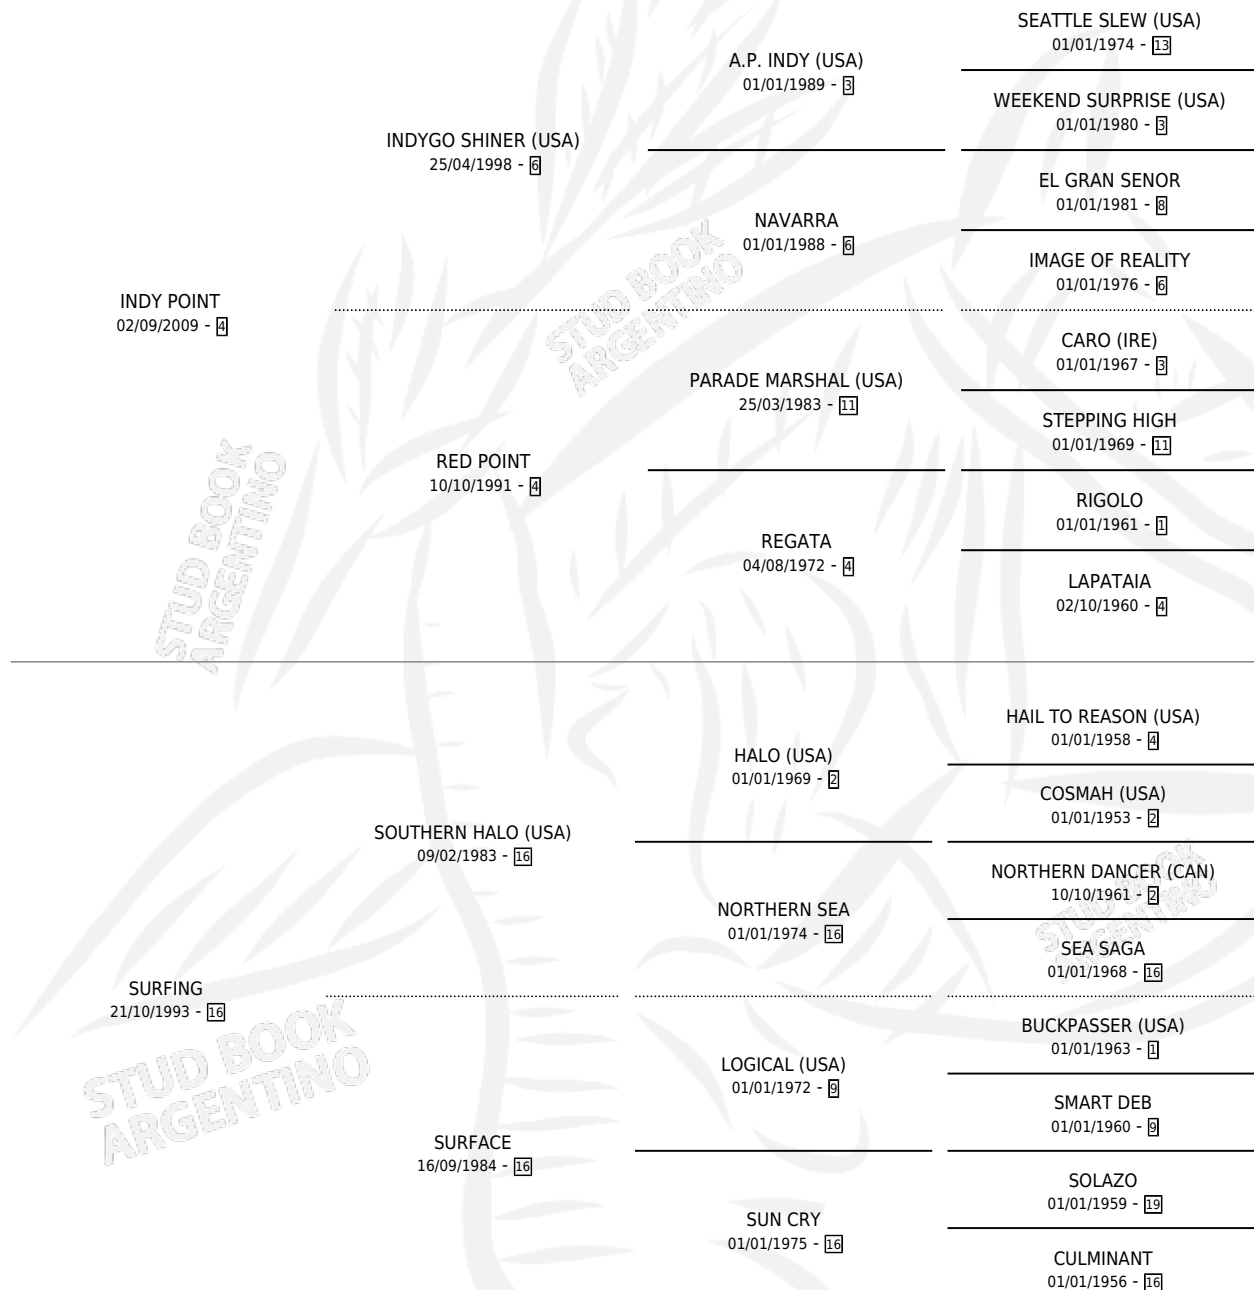 SEATTLE SLEW (USA)
01/01/1974 - 13
A.P. INDY (USA)
01/01/1989 - 3
WEEKEND SURPRISE (USA)
01/01/1980 - 3
INDYGO SHINER (USA)
25/04/1998 - 6
EL GRAN SENOR
01/01/1981 - 8
NAVARRA
01/01/1988 - 6
IMAGE OF REALITY
01/01/1976 - 6
INDY POINT
02/09/2009 - 4
CARO (IRE)
01/01/1967 - 3
PARADE MARSHAL (USA)
25/03/1983 - 11
STEPPING HIGH
01/01/1969 - 11
RED POINT
10/10/1991 - 4
RIGOLO
01/01/1961 - 1
REGATA
04/08/1972 - 4
LAPATAIA
02/10/1960 - 4
HAIL TO REASON (USA)
01/01/1958 - 4
HALO (USA)
01/01/1969 - 2
COSMAH (USA)
01/01/1953 - 2
SOUTHERN HALO (USA)
09/02/1983 - 16
NORTHERN DANCER (CAN)
10/10/1961 - 2
NORTHERN SEA
01/01/1974 - 16
SEA SAGA
01/01/1968 - 16
SURFING
21/10/1993 - 16
BUCKPASSER (USA)
01/01/1963 - 1
LOGICAL (USA)
01/01/1972 - 9
SMART DEB
01/01/1960 - 9
SURFACE
16/09/1984 - 16
SOLAZO
01/01/1959 - 19
SUN CRY
01/01/1975 - 16
CULMINANT
01/01/1956 - 16
STUD BOOK
ARGENTINO
STUD BOOK
ARGENTINO
STUD BOOK
ARGENTINO
STUD BOOK
ARGENTINO